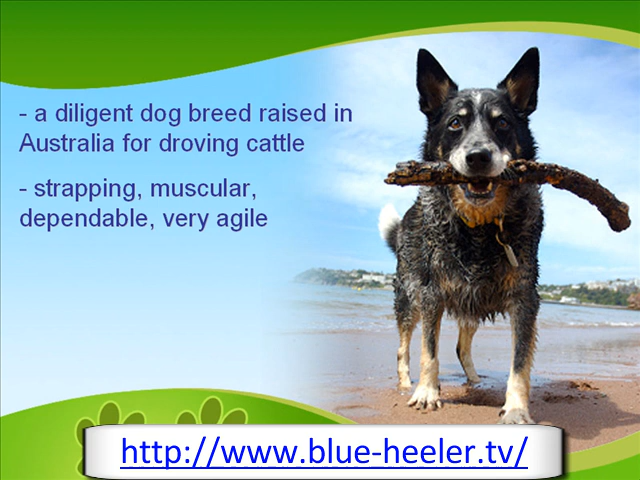 - a diligent dog breed raised in
Australia for droving cattle
- strapping, muscular,
dependable, very agile
http://www.blue-heeler.tv/